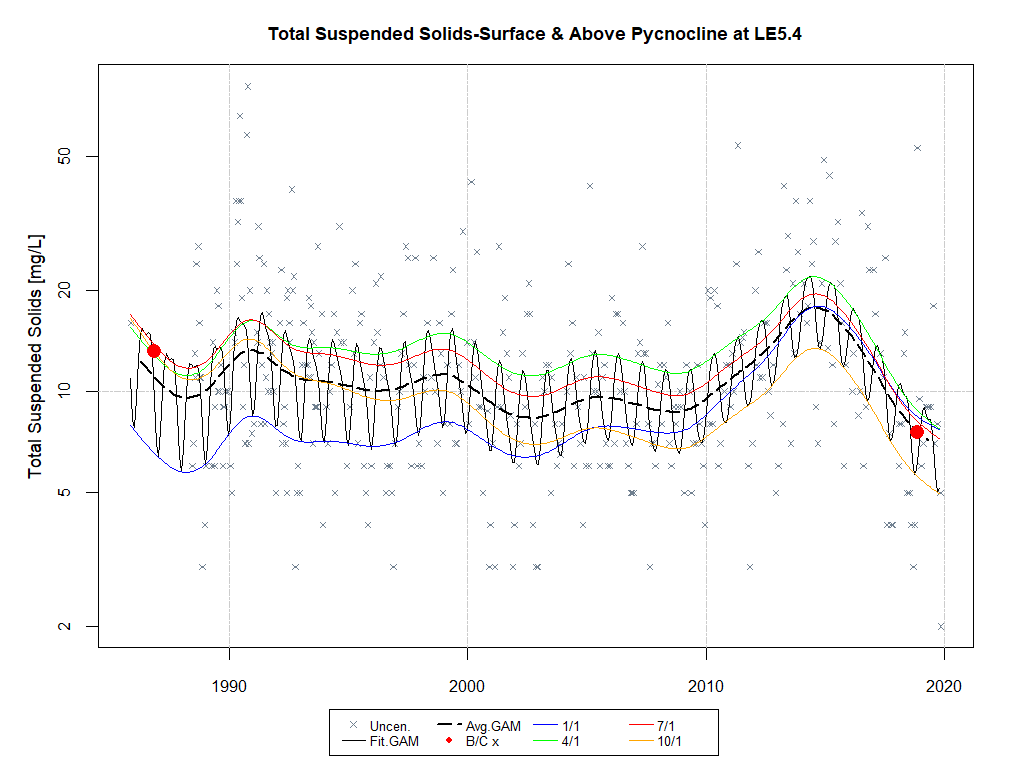 Total Suspended Solids-Surface & Above Pycnocline at LE5.4
Total Suspended Solids [mg/L]
50
20
10
5
2
1990 2000 2010 2020
Uncen. Avg.GAM 1/1 7/1
Fit.GAM B/C x 4/1 10/1